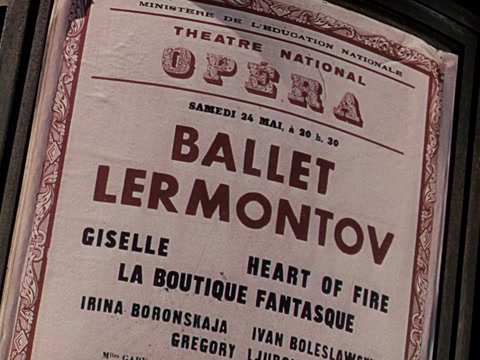 MINISTERE DE L'EDUCATION NATIONALE
THEATRE NATIONAL
OPÉRA
SAMEDI 24 MAI, à 20 h. 30
BALLET
LERMONTOV
GISELLE HEART OF FIRE
LA BOUTIQUE FANTASQUE
IRINA BORONSKAJA IVAN BOLESLAWSKY
GREGORY